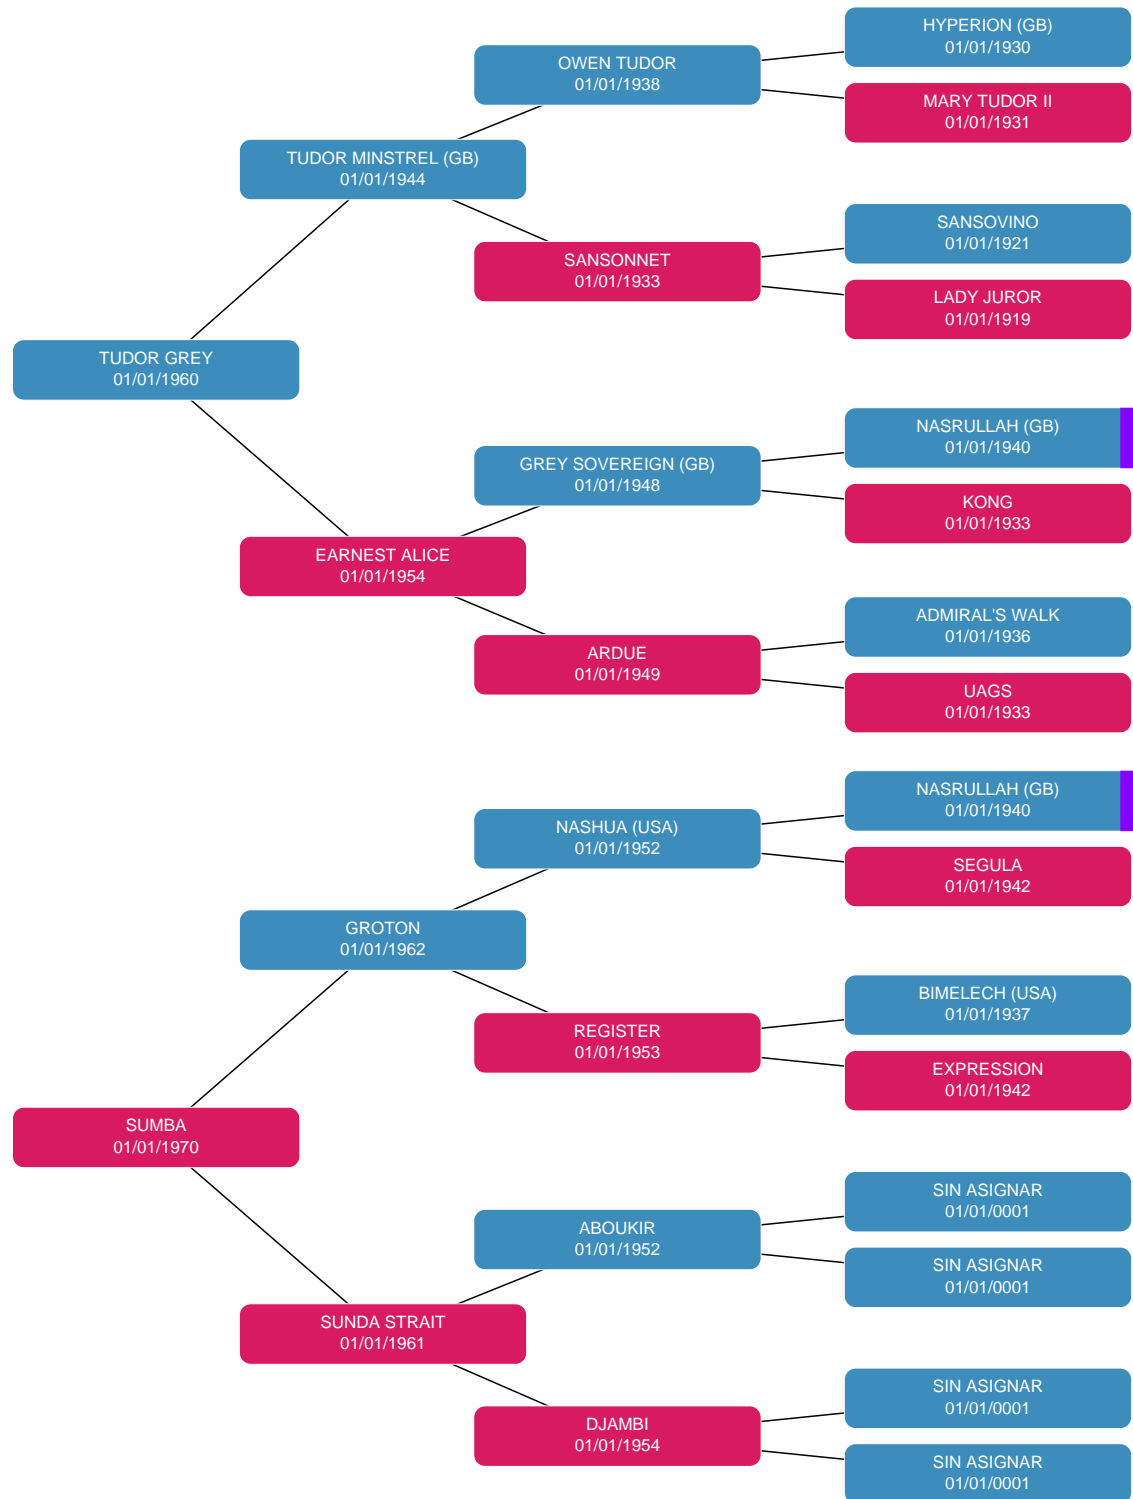 HYPERION (GB)
01/01/1930
OWEN TUDOR
01/01/1938
MARY TUDOR II
01/01/1931
TUDOR MINSTREL (GB)
01/01/1944
SANSOVINO
01/01/1921
SANSONNET
01/01/1933
LADY JUROR
01/01/1919
TUDOR GREY
01/01/1960
NASRULLAH (GB)
01/01/1940
GREY SOVEREIGN (GB)
01/01/1948
KONG
01/01/1933
EARNEST ALICE
01/01/1954
ADMIRAL'S WALK
01/01/1936
ARDUE
01/01/1949
UAGS
01/01/1933
NASRULLAH (GB)
01/01/1940
NASHUA (USA)
01/01/1952
SEGULA
01/01/1942
GROTON
01/01/1962
BIMELECH (USA)
01/01/1937
REGISTER
01/01/1953
EXPRESSION
01/01/1942
SUMBA
01/01/1970
SIN ASIGNAR
01/01/0001
ABOUKIR
01/01/1952
SIN ASIGNAR
01/01/0001
SUNDA STRAIT
01/01/1961
SIN ASIGNAR
01/01/0001
DJAMBI
01/01/1954
SIN ASIGNAR
01/01/0001